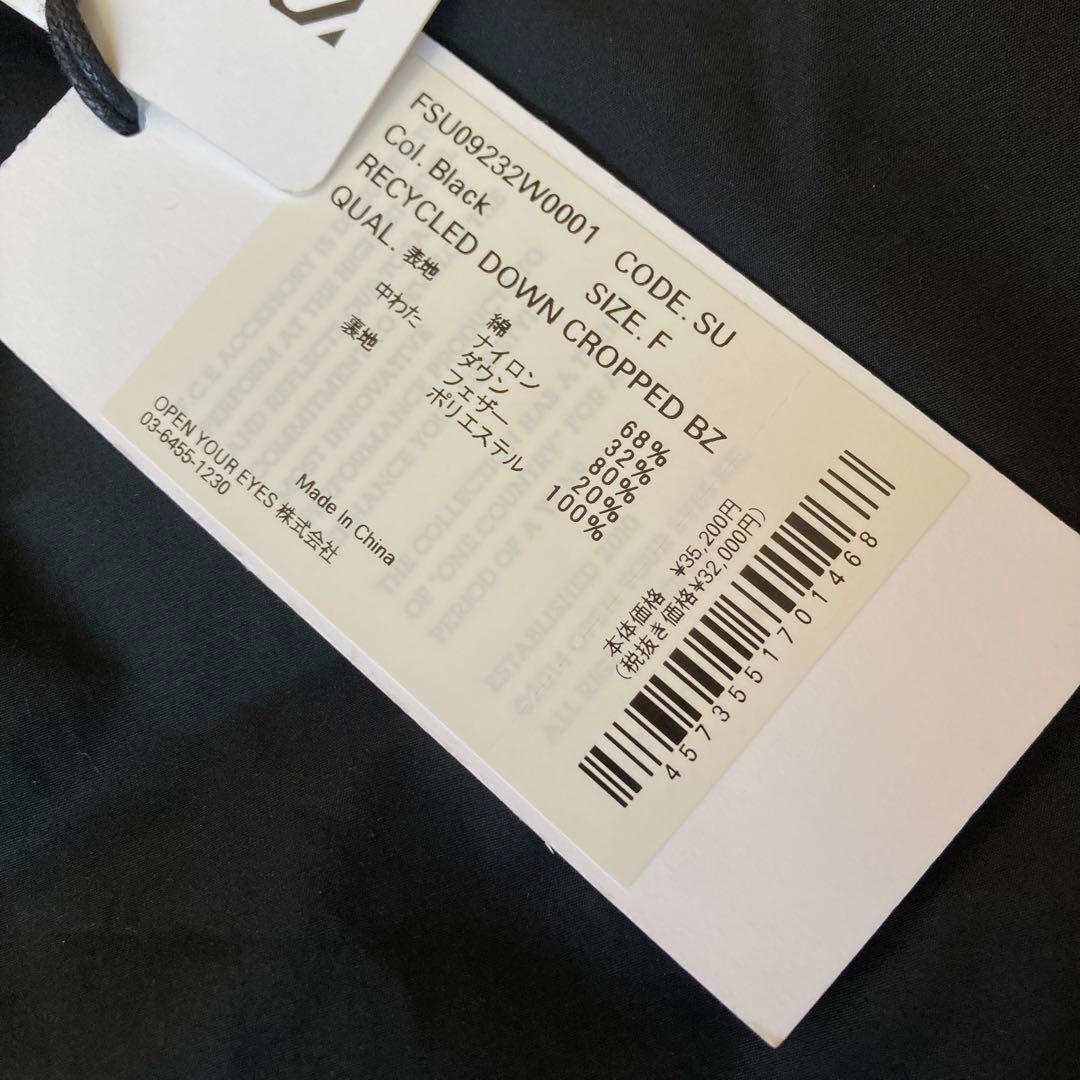 FSU09232W0001 CODE. SU
Col. Black SIZE. F
RECYCLED DOWN CROPPED BZ
QUAL. 表地 綿 68%
ナイロン 32%
中わた ダウン 80%
フェザー 20%
裏地 ポリエステル 100%
本体価格 ¥35,200円
(税抜き価格¥32,000円)
4573551701468
Made In China
OPEN YOUR EYES 株式会社
03-6455-1230